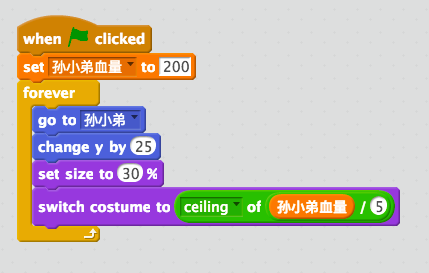 when clicked
set 孙小弟血量 to 200
forever
go to 孙小弟
change y by 25
set size to 30 %
switch costume to ceiling of 孙小弟血量 / 5